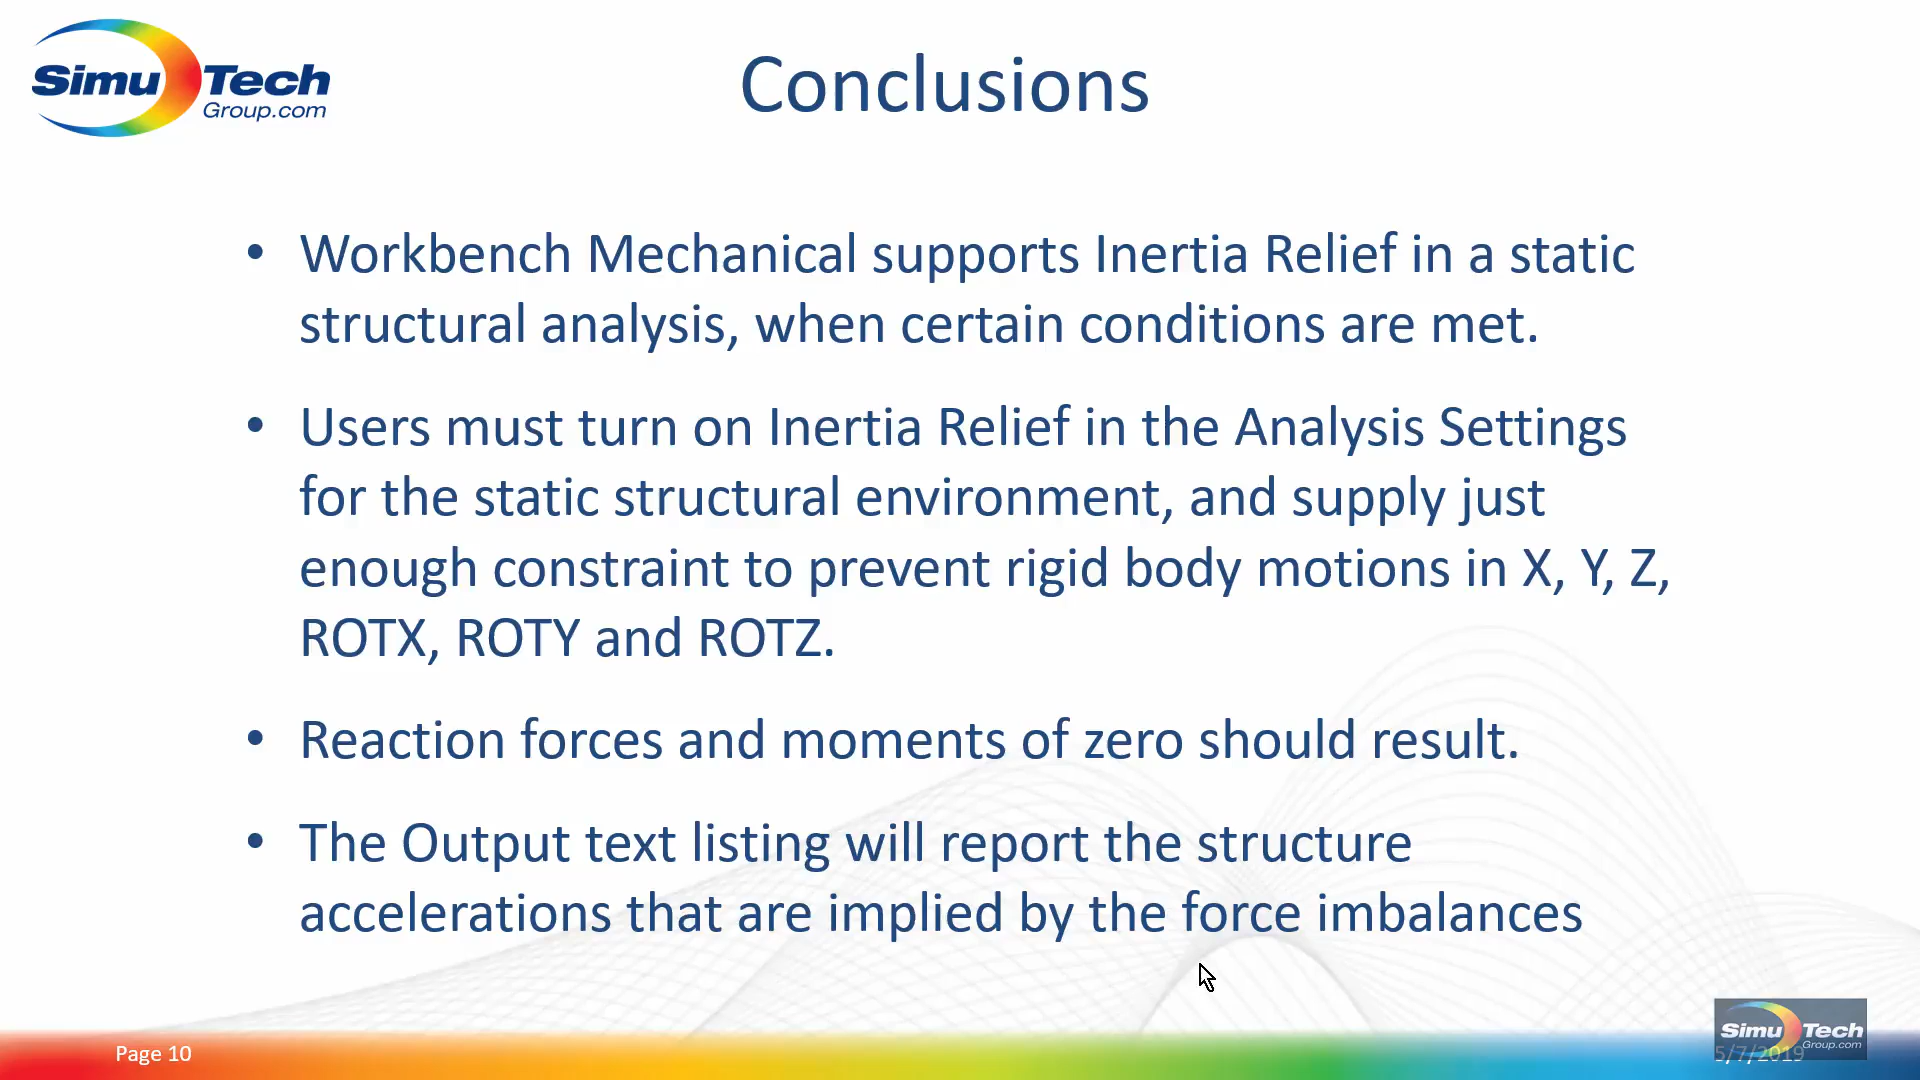 Simu Tech
Group.com
Conclusions
• Workbench Mechanical supports Inertia Relief in a static
structural analysis, when certain conditions are met.
• Users must turn on Inertia Relief in the Analysis Settings
for the static structural environment, and supply just
enough constraint to prevent rigid body motions in X, Y, Z,
ROTX, ROTY and ROTZ.
• Reaction forces and moments of zero should result.
• The Output text listing will report the structure
accelerations that are implied by the force imbalances
Simu Tech
Group.com
Page 10
5/7/2019